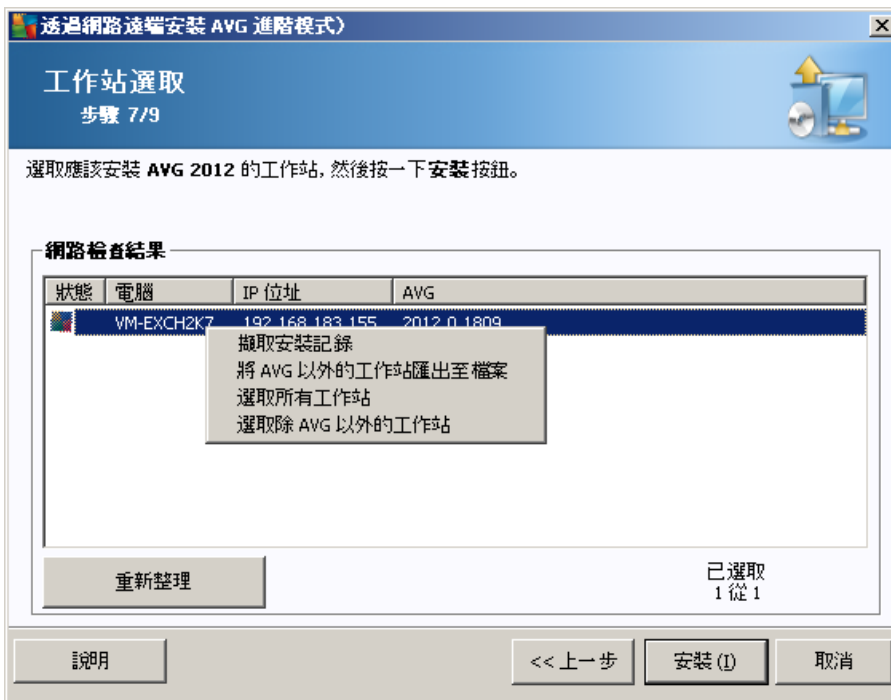 透過網路遠端安裝 AVG 進階模式)
工作站選取
步驟 7/9
選取應該安裝 AVG 2012 的工作站, 然後按一下安裝按鈕。
網路檢查結果
狀態 電腦 IP 位址 AVG
VM-EXCH2K7 192.168.183.155 2012.0.1809
擷取安裝記錄
將 AVG 以外的工作站匯出至檔案
選取所有工作站
選取除 AVG 以外的工作站
重新整理
已選取
1 從 1
說明
<< 上一步
安裝 (I)
取消